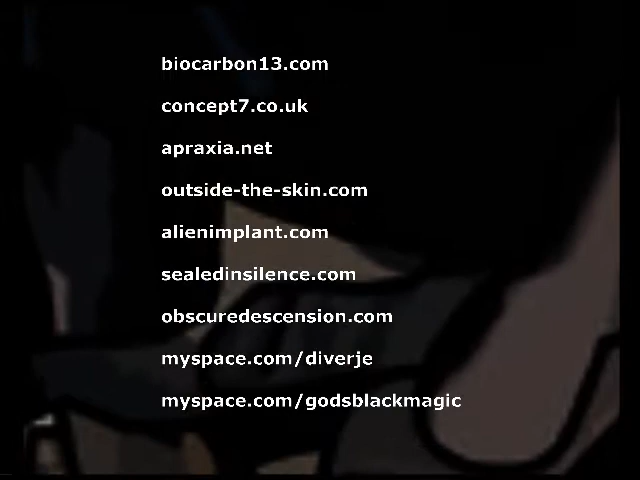 biocarbon13.com
concept7.co.uk
apraxia.net
outside-the-skin.com
alienimplant.com
sealedinsilence.com
obscuredescension.com
myspace.com/diverje
myspace.com/godsblackmagic